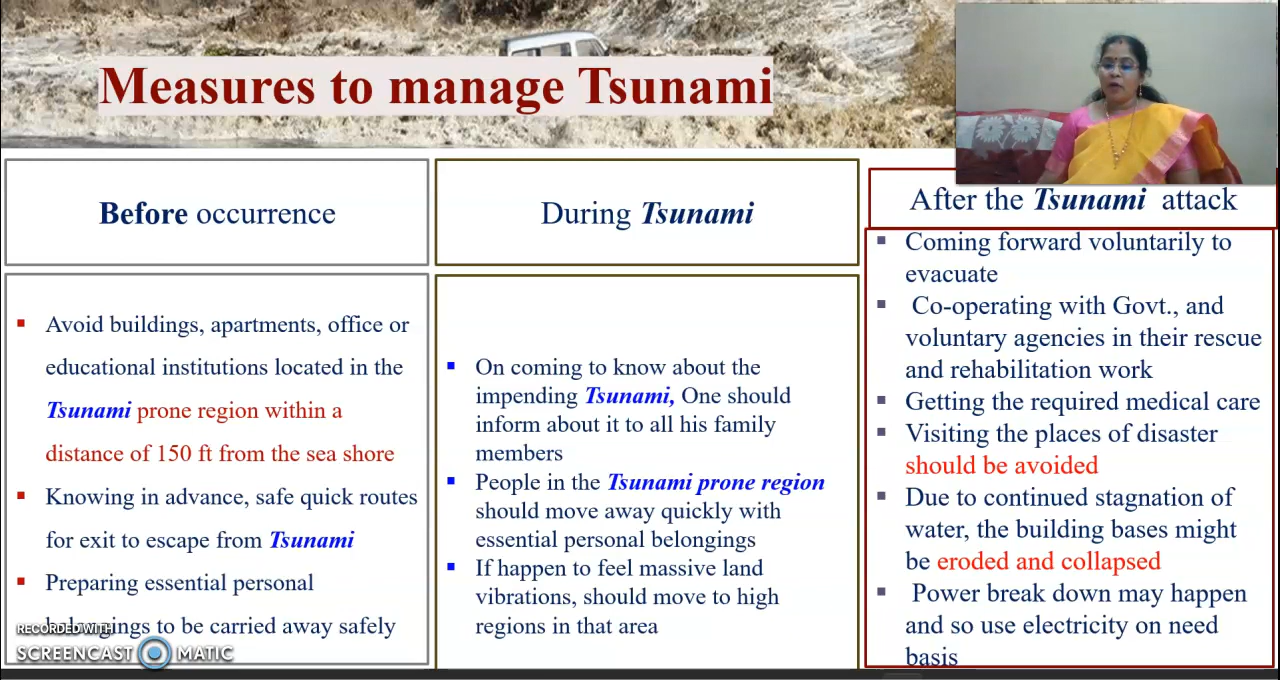 Measures to manage Tsunami
Before occurrence
Avoid buildings, apartments, office or
educational institutions located in the
Tsunami prone region within a
distance of 150 ft from the sea shore
Knowing in advance, safe quick routes
for exit to escape from Tsunami
Preparing essential personal
belongings to be carried away safely
RECORDED WITH
SCREENCAST MATIC
During Tsunami
On coming to know about the
impending Tsunami, One should
inform about it to all his family
members
People in the Tsunami prone region
should move away quickly with
essential personal belongings
If happen to feel massive land
vibrations, should move to high
regions in that area
After the Tsunami attack
Coming forward voluntarily to
evacuate
Co-operating with Govt., and
voluntary agencies in their rescue
and rehabilitation work
Getting the required medical care
Visiting the places of disaster
should be avoided
Due to continued stagnation of
water, the building bases might
be eroded and collapsed
Power break down may happen
and so use electricity on need
basis